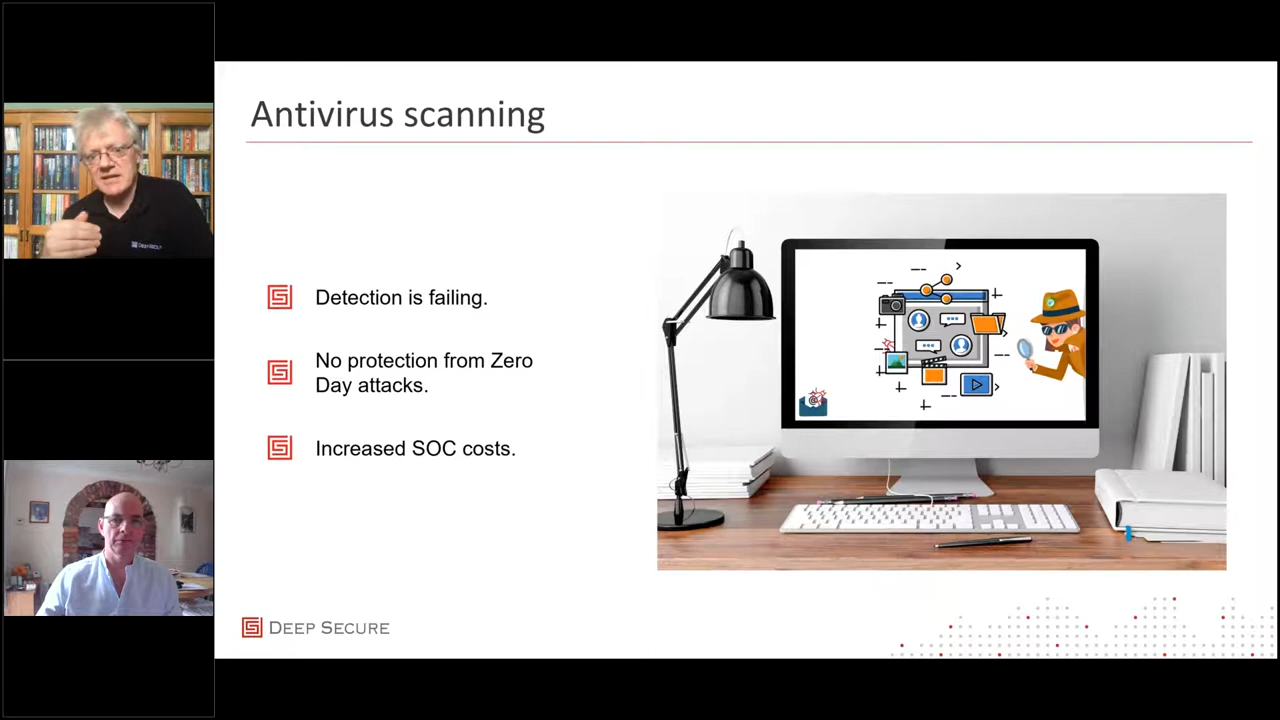 Antivirus scanning
Detection is failing.
No protection from Zero
Day attacks.
Increased SOC costs.
DEEP SECURE